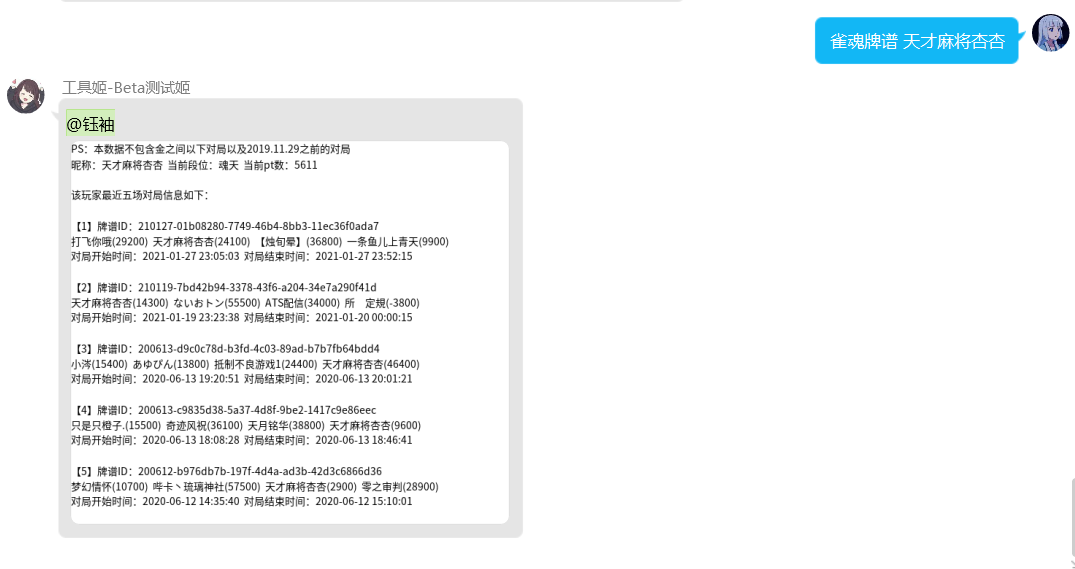 雀魂牌谱 天才麻将杏杏
工具姬-Beta测试姬
@钰袖
PS：本数据不包含金之间以下对局以及2019.11.29之前的对局
昵称：天才麻将杏杏 当前段位：魂天 当前pt数：5611
该玩家最近五场对局信息如下：
【1】牌谱ID：210127-01b08280-7749-46b4-8bb3-11ec36f0ada7
打飞你哦(29200) 天才麻将杏杏(24100) 【烛旬晕】(36800) 一条鱼儿上青天(9900)
对局开始时间：2021-01-27 23:05:03 对局结束时间：2021-01-27 23:52:15
【2】牌谱ID：210119-7bd42b94-3378-43f6-a204-34e7a290f41d
天才麻将杏杏(14300) ないおトン(55500) ATS配信(34000) 所　定規(-3800)
对局开始时间：2021-01-19 23:23:38 对局结束时间：2021-01-20 00:00:15
【3】牌谱ID：200613-d9c0c78d-b3fd-4c03-89ad-b7b7fb64bdd4
小涔(15400) あゆぴん(13800) 抵制不良游戏1(24400) 天才麻将杏杏(46400)
对局开始时间：2020-06-13 19:20:51 对局结束时间：2020-06-13 20:01:21
【4】牌谱ID：200613-c9835d38-5a37-4d8f-9be2-1417c9e86eec
只是只橙子.(15500) 奇迹风祝(36100) 天月铭华(38800) 天才麻将杏杏(9600)
对局开始时间：2020-06-13 18:08:28 对局结束时间：2020-06-13 18:46:41
【5】牌谱ID：200612-b976db7b-197f-4d4a-ad3b-42d3c6866d36
梦幻情怀(10700) 哔卡丶琉璃神社(57500) 天才麻将杏杏(2900) 零之审判(28900)
对局开始时间：2020-06-12 14:35:40 对局结束时间：2020-06-12 15:10:01